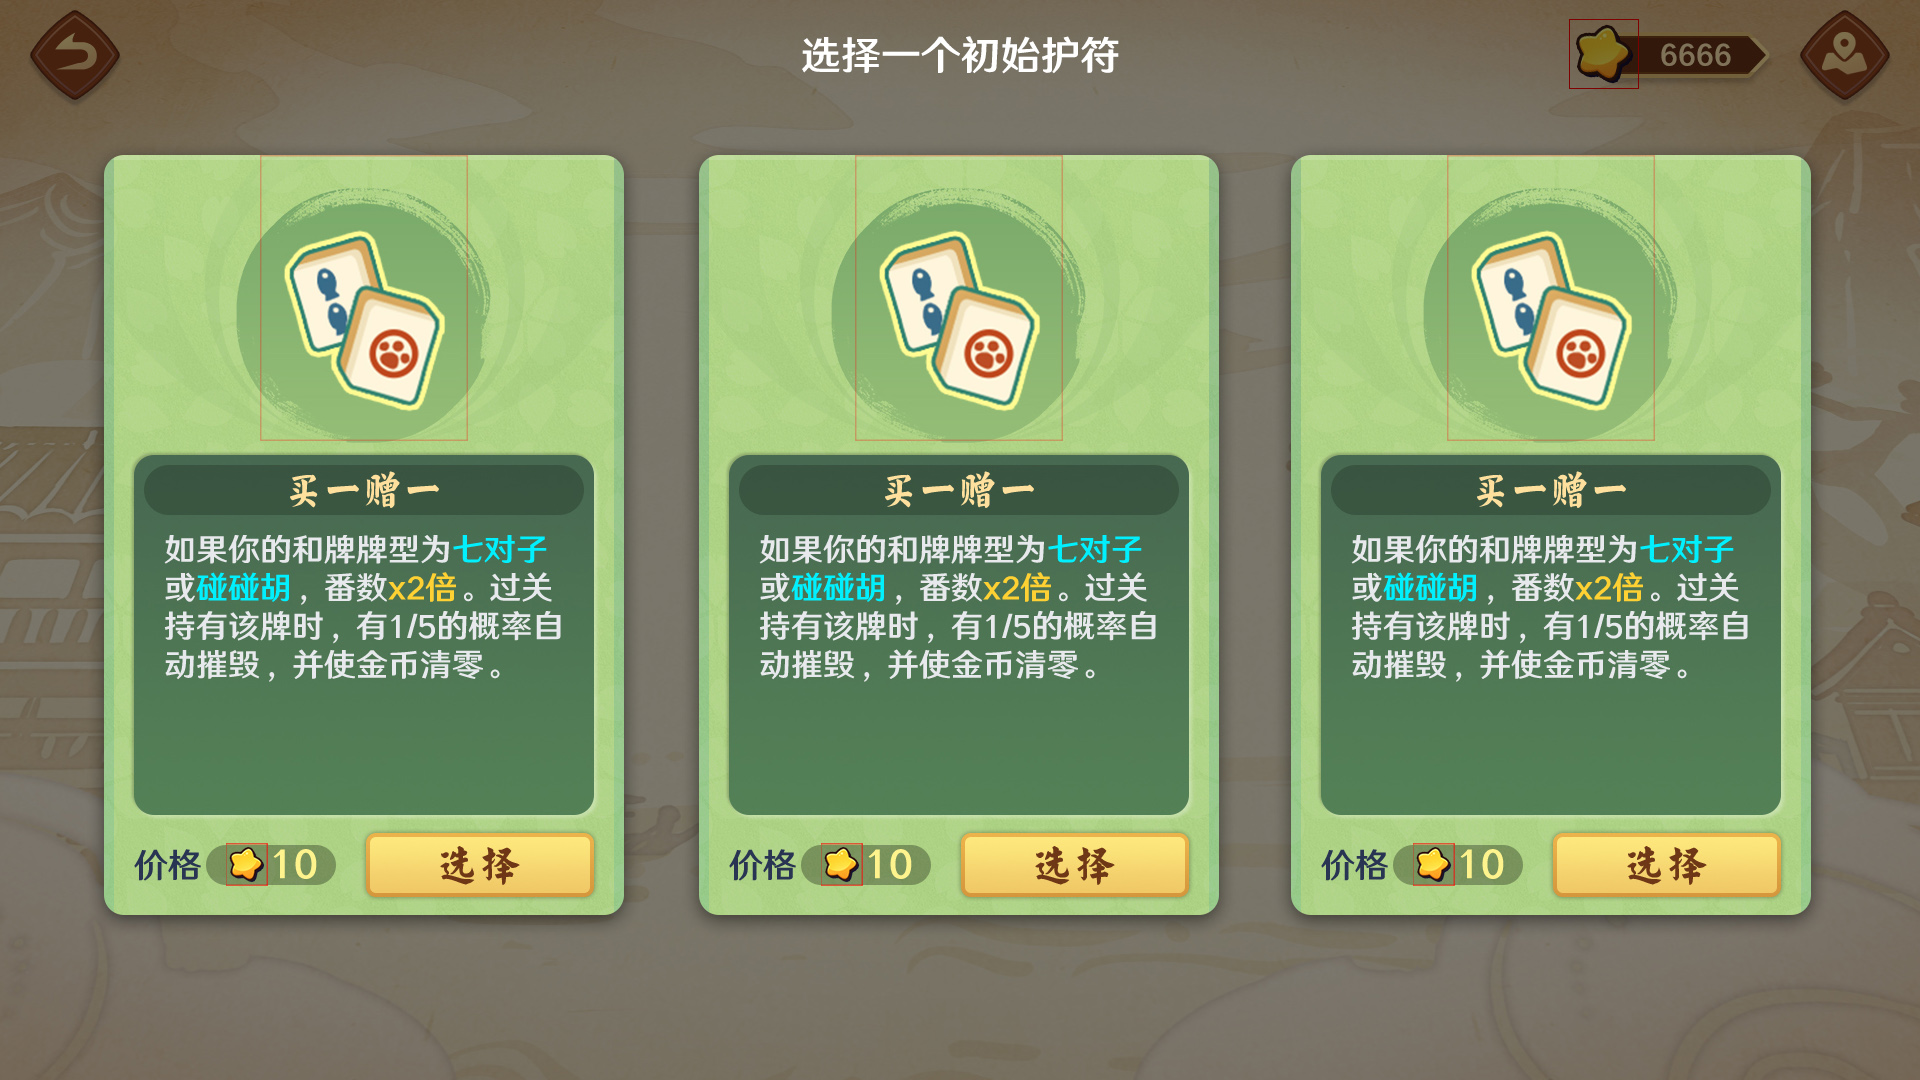 选择一个初始护符
6666
买一赠一
如果你的和牌牌型为七对子
或碰碰胡，番数x2倍。过关
持有该牌时，有1/5的概率自
动摧毁，并使金币清零。
价格 10
选择
买一赠一
如果你的和牌牌型为七对子
或碰碰胡，番数x2倍。过关
持有该牌时，有1/5的概率自
动摧毁，并使金币清零。
价格 10
选择
买一赠一
如果你的和牌牌型为七对子
或碰碰胡，番数x2倍。过关
持有该牌时，有1/5的概率自
动摧毁，并使金币清零。
价格 10
选择